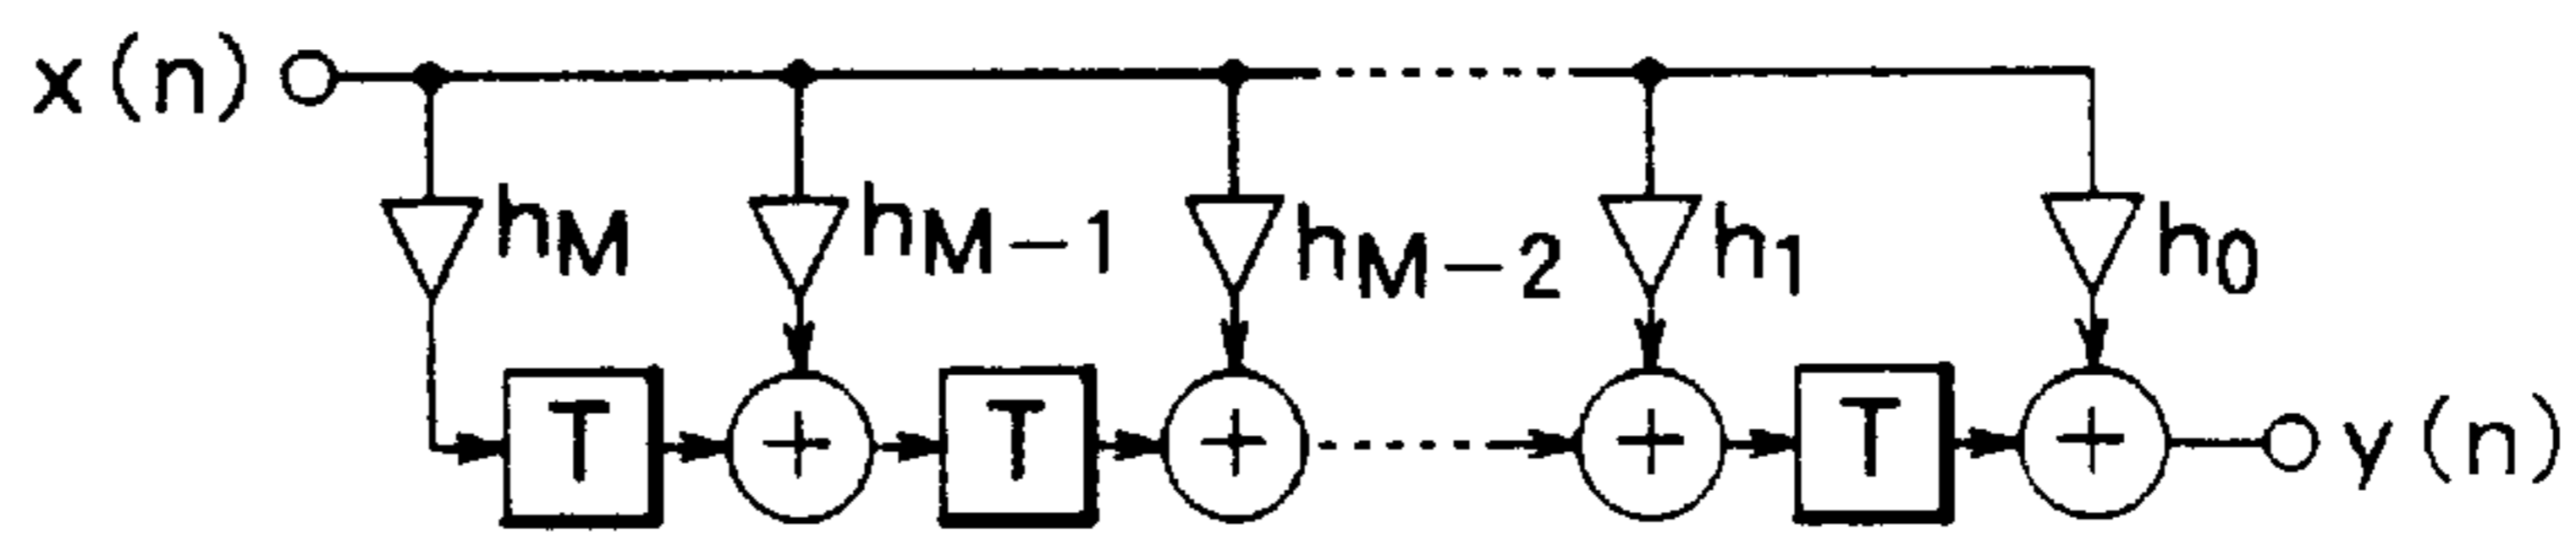 x(n)
hM hM-1 hM-2 h1 h0
T + T + + T + y(n)